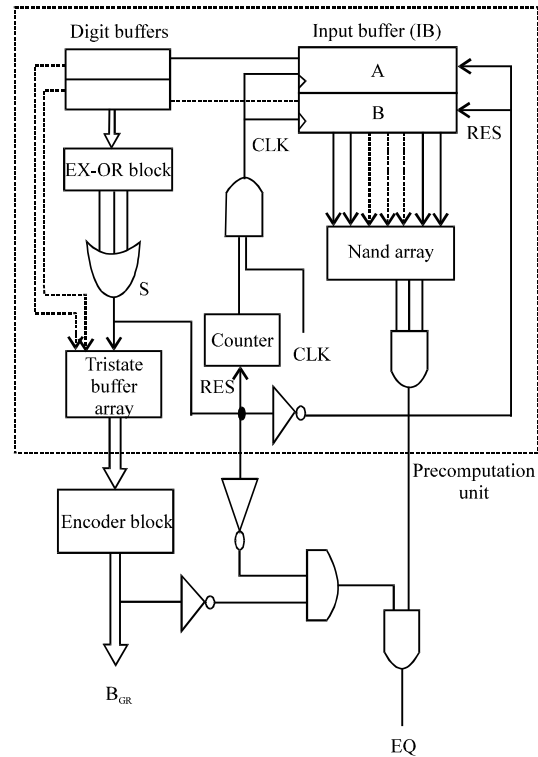 Digit buffers
Input buffer (IB)
A
B
RES
CLK
EX-OR block
Nand array
S
Counter
CLK
RES
Tristate
buffer
array
Precomputation
unit
Encoder block
BGR
EQ